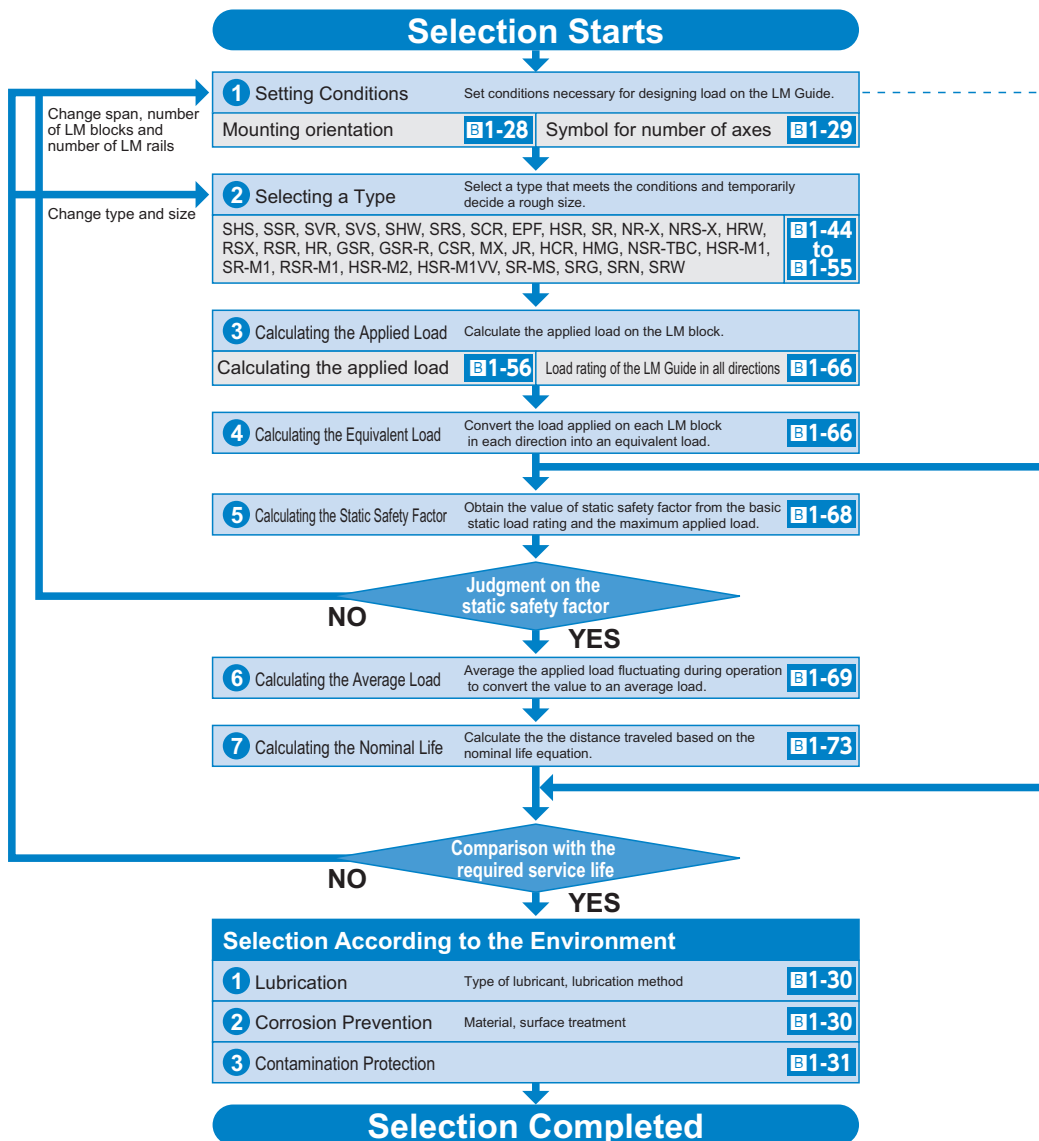 Selection Starts
1 Setting Conditions Set conditions necessary for designing load on the LM Guide.
Change span, number
of LM blocks and
number of LM rails
Mounting orientation B1-28 Symbol for number of axes B1-29
2 Selecting a Type Select a type that meets the conditions and temporarily
decide a rough size.
Change type and size
SHS, SSR, SVR, SVS, SHW, SRS, SCR, EPF, HSR, SR, NR-X, NRS-X, HRW,
RSX, RSR, HR, GSR, GSR-R, CSR, MX, JR, HCR, HMG, NSR-TBC, HSR-M1,
SR-M1, RSR-M1, HSR-M2, HSR-M1VV, SR-MS, SRG, SRN, SRW
B1-44
to
B1-55
3 Calculating the Applied Load Calculate the applied load on the LM block.
Calculating the applied load B1-56 Load rating of the LM Guide in all directions B1-66
4 Calculating the Equivalent Load Convert the load applied on each LM block
in each direction into an equivalent load.
B1-66
5 Calculating the Static Safety Factor Obtain the value of static safety factor from the basic
static load rating and the maximum applied load.
B1-68
Judgment on the
static safety factor
NO
YES
6 Calculating the Average Load Average the applied load fluctuating during operation
to convert the value to an average load.
B1-69
7 Calculating the Nominal Life Calculate the the distance traveled based on the
nominal life equation.
B1-73
Comparison with the
required service life
NO
YES
Selection According to the Environment
1 Lubrication Type of lubricant, lubrication method B1-30
2 Corrosion Prevention Material, surface treatment B1-30
3 Contamination Protection B1-31
Selection Completed